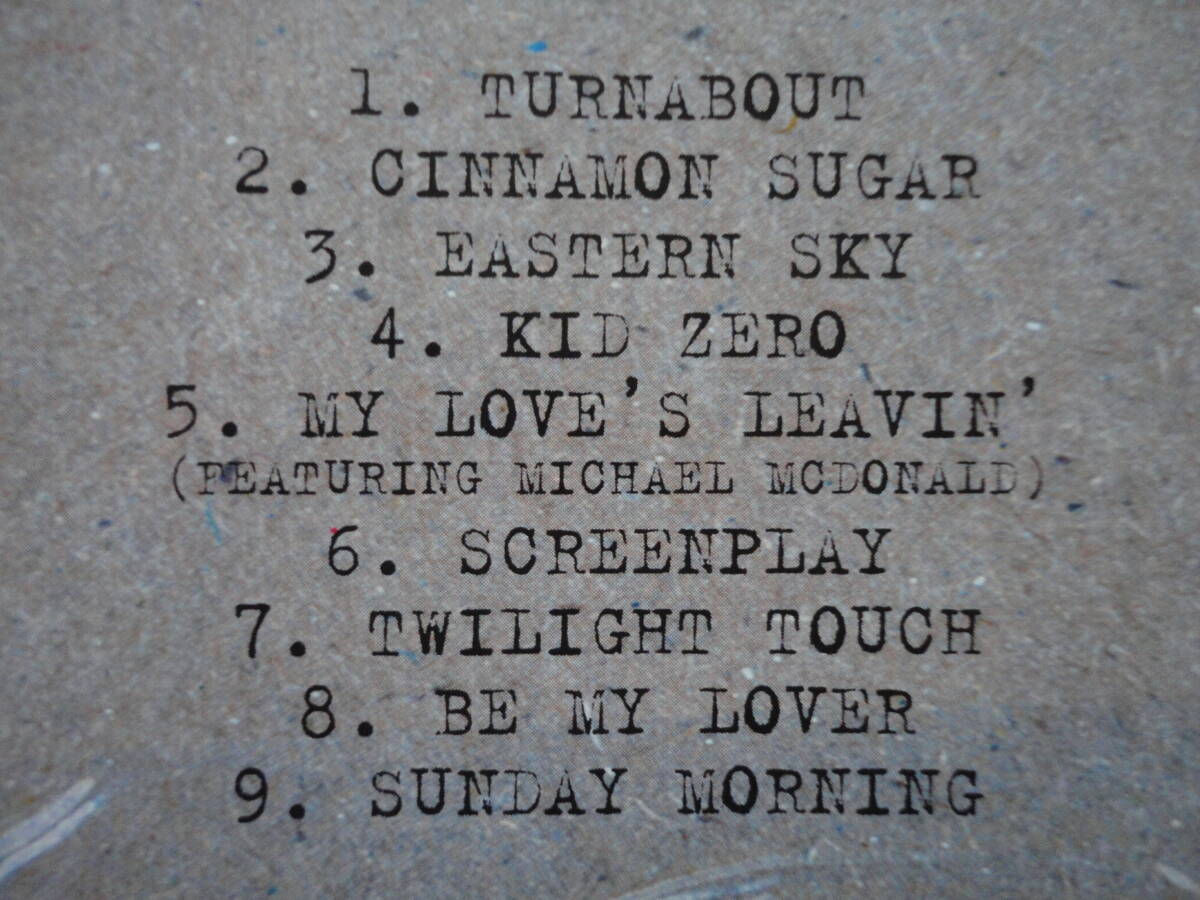 1. TURNABOUT
2. CINNAMON SUGAR
3. EASTERN SKY
4. KID ZERO
5. MY LOVE'S LEAVIN'
(FEATURING MICHAEL MCDONALD)
6. SCREENPLAY
7. TWILIGHT TOUCH
8. BE MY LOVER
9. SUNDAY MORNING